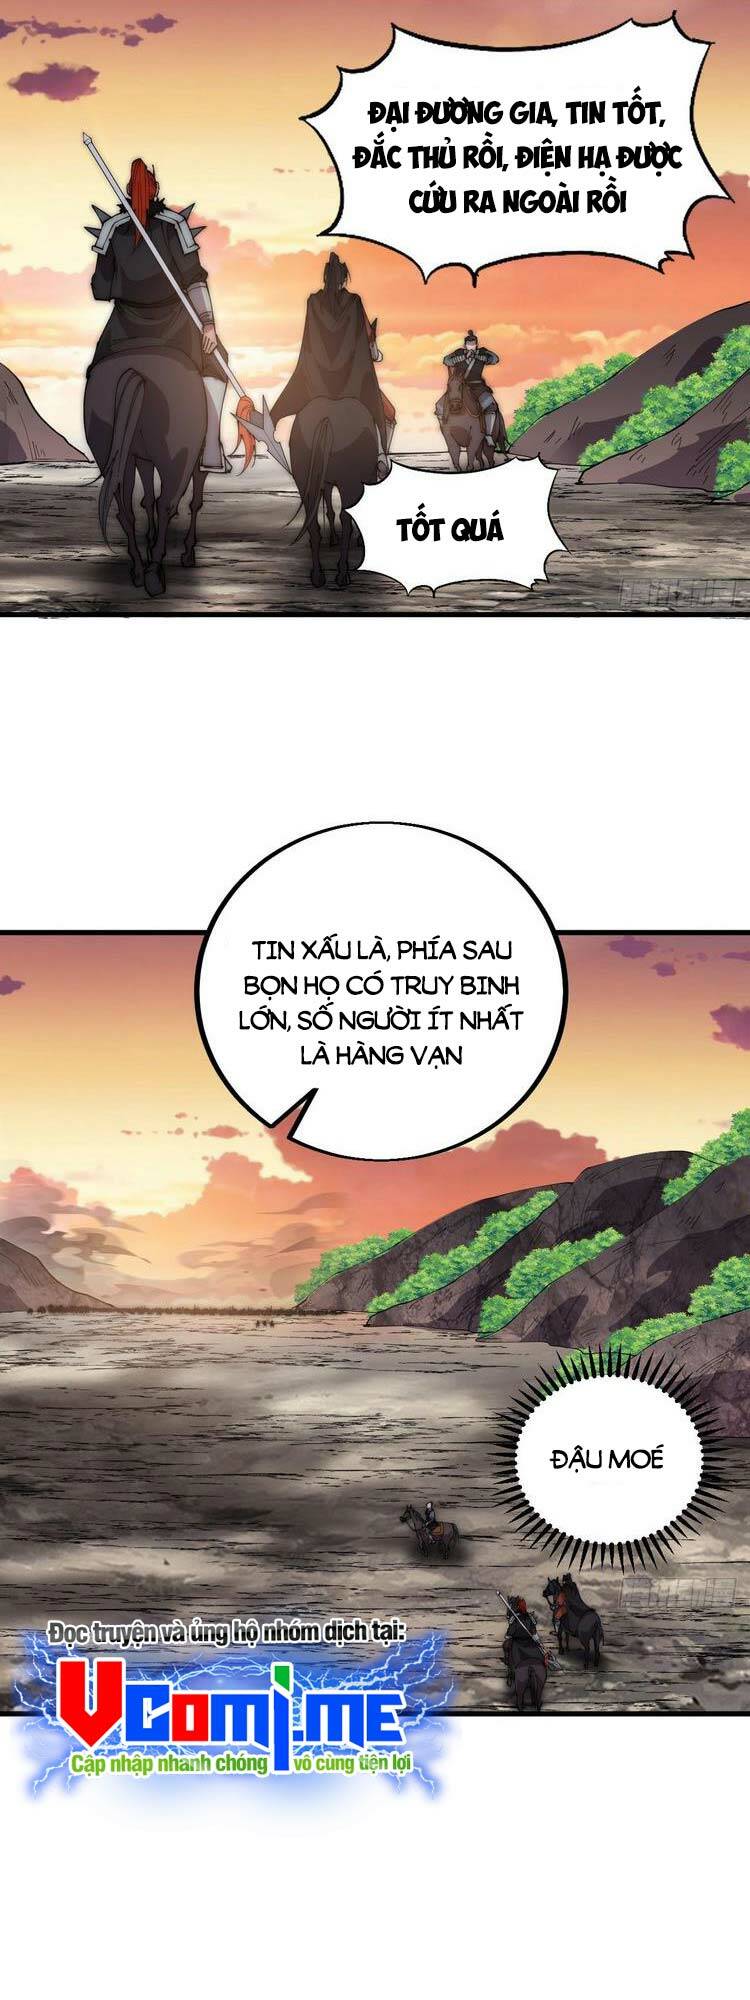 ĐẠI ĐƯƠNG GIA, TIN TỐT,
ĐẮC THỦ RỒI, ĐIỆN HẠ ĐƯỢC
CỨU RA NGOÀI RỒI
TỐT QUÁ
TIN XẤU LÀ, PHÍA SAU
BỌN HỌ CÓ TRUY BINH
LỚN, SỐ NGƯỜI ÍT NHẤT
LÀ HÀNG VẠN
ĐẬU MOÉ
Đọc truyện và ủng hộ nhóm dịch tại:
VComi.me
Cập nhập nhanh chóng vô cùng tiện lợi